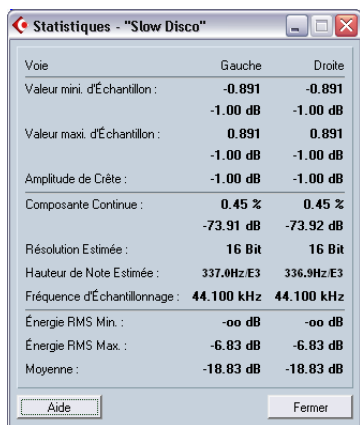 Statistiques - "Slow Disco"
Voie Gauche Droite
Valeur mini. d'Échantillon : -0.891 -0.891
-1.00 dB -1.00 dB
Valeur maxi. d'Échantillon : 0.891 0.891
-1.00 dB -1.00 dB
Amplitude de Crête : -1.00 dB -1.00 dB
Composante Continue : 0.45 % 0.45 %
-73.91 dB -73.92 dB
Résolution Estimée : 16 Bit 16 Bit
Hauteur de Note Estimée : 337.0Hz/E3 336.9Hz/E3
Fréquence d'Échantillonnage : 44.100 kHz 44.100 kHz
Énergie RMS Min. : -oo dB -oo dB
Énergie RMS Max. : -6.83 dB -6.83 dB
Moyenne : -18.83 dB -18.83 dB
Aide Fermer